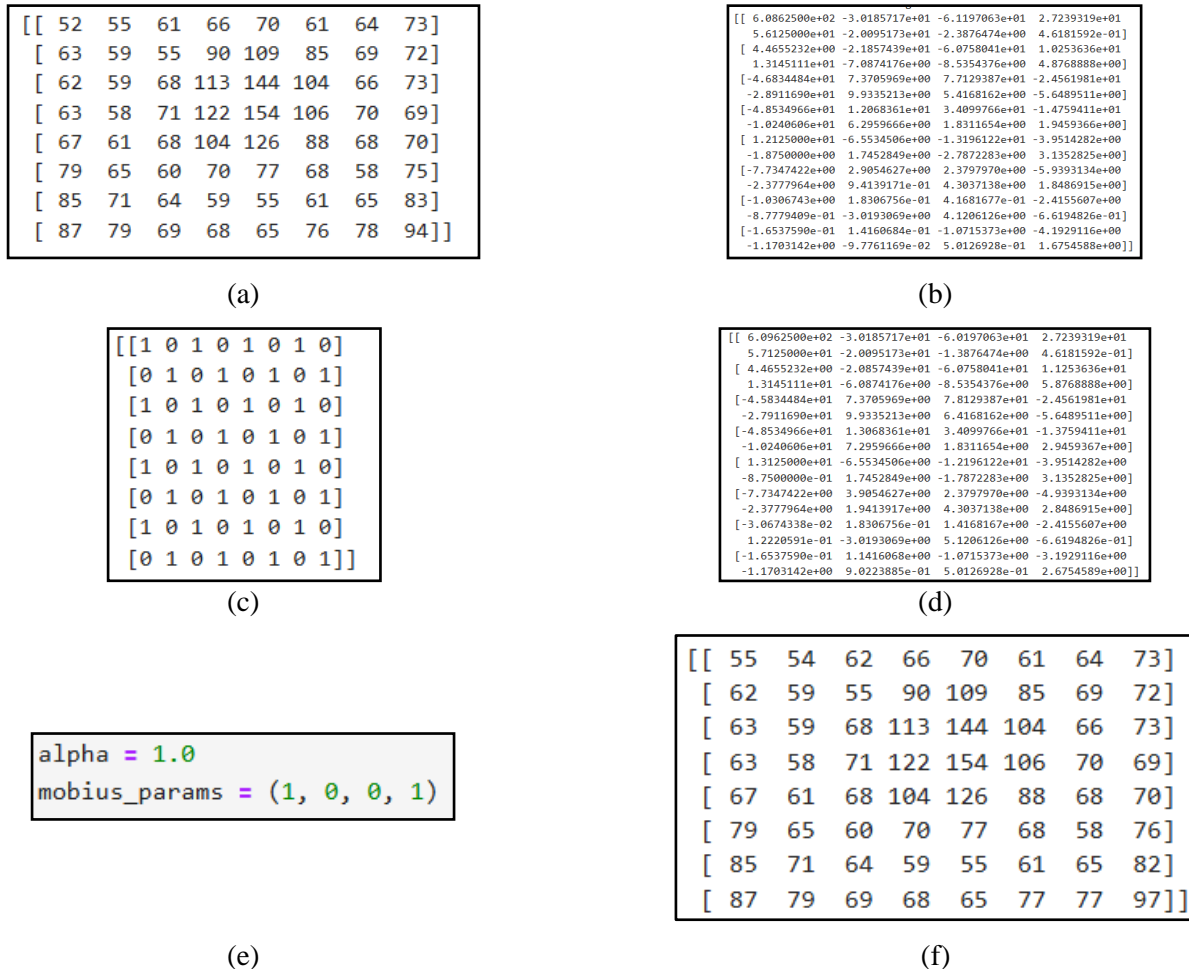 [[ 52 55 61 66 70 61 64 73]
[ 63 59 55 90 109 85 69 72]
[ 62 59 68 113 144 104 66 73]
[ 63 58 71 122 154 106 70 69]
[ 67 61 68 104 126 88 68 70]
[ 79 65 60 70 77 68 58 75]
[ 85 71 64 59 55 61 65 83]
[ 87 79 69 68 65 76 78 94]]
(a)
[[ 6.0862500e+02 -3.0185717e+01 -6.1197063e+01 2.7239319e+01
5.6125000e+01 -2.0095173e+01 -2.3876474e+00 4.6181592e-01]
[ 4.4655232e+00 -2.1857439e+01 -6.0758041e+01 1.0253636e+01
1.3145111e+01 -7.0874176e+00 -8.5354376e+00 4.8768888e+00]
[-4.6834484e+01 7.3705969e+00 7.7129387e+01 -2.4561981e+01
-2.8911690e+01 9.9335213e+00 5.4168162e+00 -5.6489511e+00]
[-4.8534966e+01 1.2068361e+01 3.4099766e+01 -1.4759411e+01
-1.0240606e+01 6.2959666e+00 1.8311654e+00 1.9459366e+00]
[ 1.2125000e+01 -6.5534506e+00 -1.3196122e+01 -3.9514282e+00
-1.8750000e+00 1.7452849e+00 -2.7872283e+00 3.1352825e+00]
[-7.7347422e+00 2.9054627e+00 2.3797970e+00 -5.9393134e+00
-2.3777964e+00 9.4139171e-01 4.3037138e+00 1.8486915e+00]
[-1.0306743e+00 1.8306756e-01 4.1681677e-01 -2.4155607e+00
-8.7779409e-01 -3.0193069e+00 4.1206126e+00 -6.6194826e-01]
[-1.6537590e-01 1.4160684e-01 -1.0715373e+00 -4.1929116e+00
-1.1703142e+00 -9.7761169e-02 5.0126928e-01 1.6754588e+00]]
(b)
[[1 0 1 0 1 0 1 0]
[0 1 0 1 0 1 0 1]
[1 0 1 0 1 0 1 0]
[0 1 0 1 0 1 0 1]
[1 0 1 0 1 0 1 0]
[0 1 0 1 0 1 0 1]
[1 0 1 0 1 0 1 0]
[0 1 0 1 0 1 0 1]]
(c)
[[ 6.0962500e+02 -3.0185717e+01 -6.0197063e+01 2.7239319e+01
5.7125000e+01 -2.0095173e+01 -1.3876474e+00 4.6181592e-01]
[ 4.4655232e+00 -2.0857439e+01 -6.0758041e+01 1.1253636e+01
1.3145111e+01 -6.0874176e+00 -8.5354376e+00 5.8768888e+00]
[-4.5834484e+01 7.3705969e+00 7.8129387e+01 -2.4561981e+01
-2.7911690e+01 9.9335213e+00 6.4168162e+00 -5.6489511e+00]
[-4.8534966e+01 1.3068361e+01 3.4099766e+01 -1.3759411e+01
-1.0240606e+01 7.2959666e+00 1.8311654e+00 2.9459367e+00]
[ 1.3125000e+01 -6.5534506e+00 -1.2196122e+01 -3.9514282e+00
-8.7500000e-01 1.7452849e+00 -1.7872283e+00 3.1352825e+00]
[-7.7347422e+00 3.9054627e+00 2.3797970e+00 -4.9393134e+00
-2.3777964e+00 1.9413917e+00 4.3037138e+00 2.8486915e+00]
[-3.0674338e-02 1.8306756e-01 1.4168167e+00 -2.4155607e+00
1.2220591e-01 -3.0193069e+00 5.1206126e+00 -6.6194826e-01]
[-1.6537590e-01 1.1416068e+00 -1.0715373e+00 -3.1929116e+00
-1.1703142e+00 9.0223885e-01 5.0126928e-01 2.6754589e+00]]
(d)
alpha = 1.0
mobius_params = (1, 0, 0, 1)
(e)
[[ 55 54 62 66 70 61 64 73]
[ 62 59 55 90 109 85 69 72]
[ 63 59 68 113 144 104 66 73]
[ 63 58 71 122 154 106 70 69]
[ 67 61 68 104 126 88 68 70]
[ 79 65 60 70 77 68 58 76]
[ 85 71 64 59 55 61 65 82]
[ 87 79 69 68 65 77 77 97]]
(f)